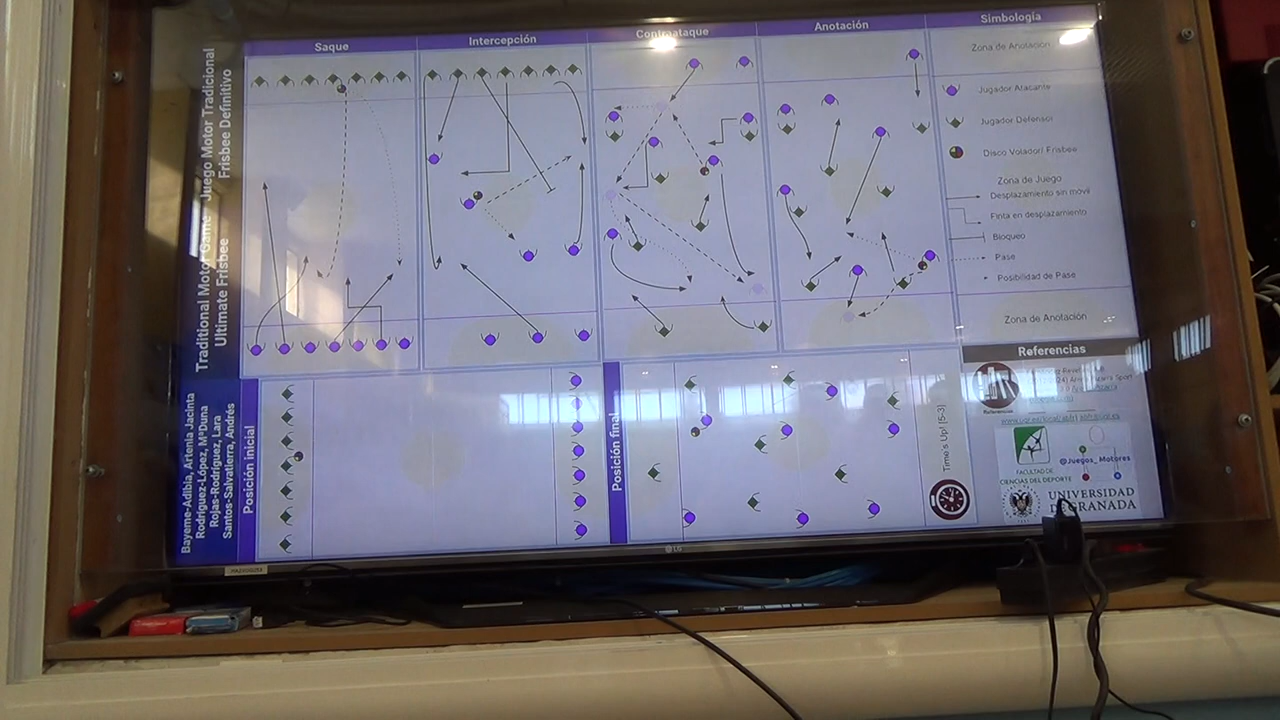 Traditional Motor Game - Juego Motor Tradicional
Ultimate Frisbee Frisbee Definitivo
Saque
Intercepción
Contraataque
Anotación
Simbología
Zona de Anotación
Jugador Atacante
Jugador Defensor
Disco Volador/ Frisbee
Zona de Juego
Desplazamiento sin móvil
Finta en desplazamiento
Bloqueo
Pase
Posibilidad de Pase
Zona de Anotación
Bayeme-Adibia, Artenia Jacinta
Rodríguez-López, MªDuna
Rojas-Rodríguez, Lara
Santos-Salvatierra, Andrés
Posición inicial
Posición final
Time's Up! [5-3]
Referencias
Referencias
@Juegos_Motores
FACULTAD DE
CIENCIAS DEL DEPORTE
UNIVERSIDAD
DE GRANADA
LG